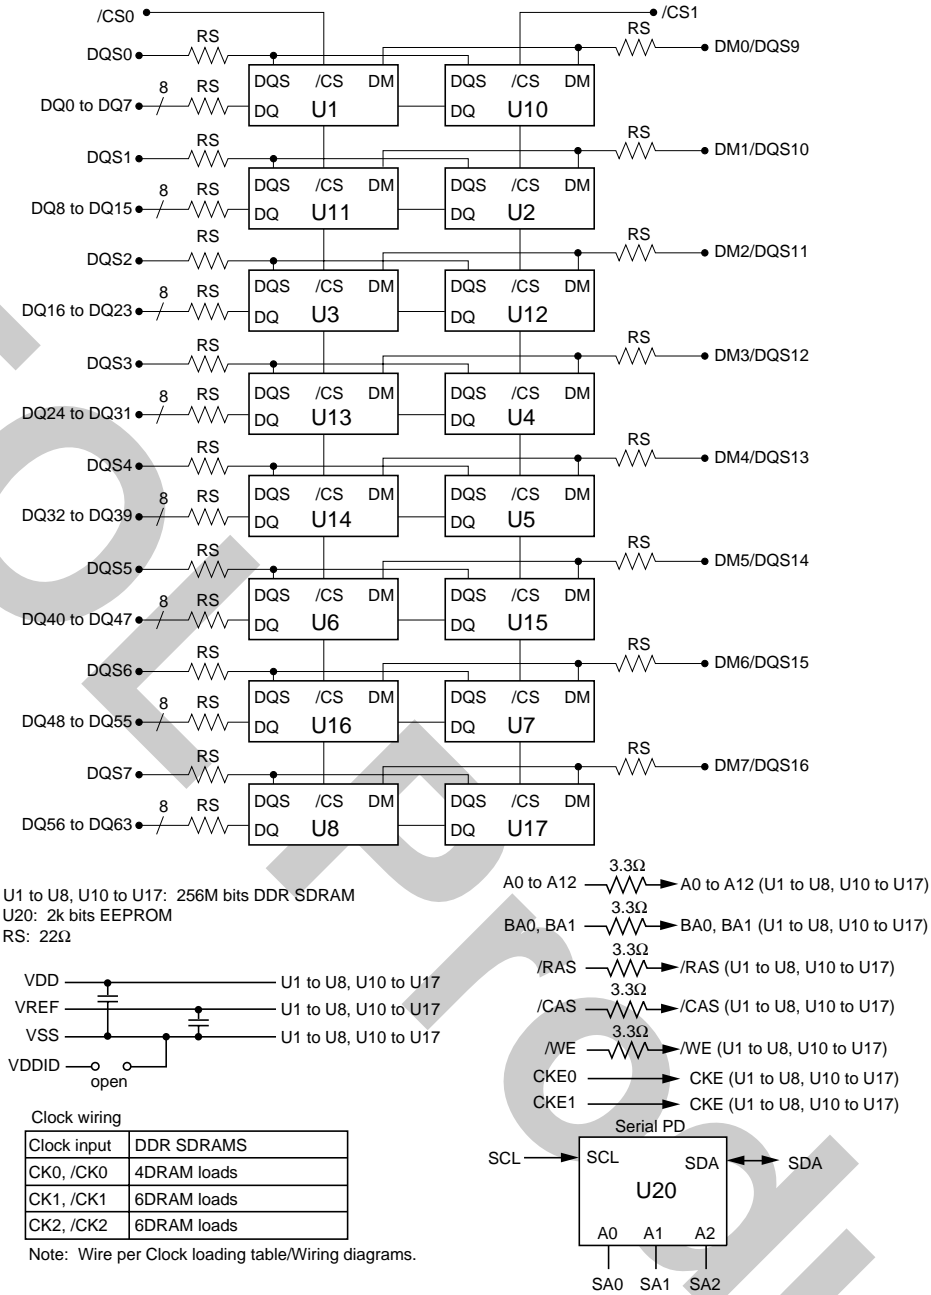 /CS0 /CS1
RS RS
DQS0 DM0/DQS9
DQS /CS DM DQS /CS DM
8 RS
DQ0 to DQ7 DQ U1 DQ U10
RS RS
DQS1 DM1/DQS10
DQS /CS DM DQS /CS DM
8 RS
DQ8 to DQ15 DQ U11 DQ U2
RS RS
DQS2 DM2/DQS11
DQS /CS DM DQS /CS DM
8 RS
DQ16 to DQ23 DQ U3 DQ U12
RS RS
DQS3 DM3/DQS12
DQS /CS DM DQS /CS DM
8 RS
DQ24 to DQ31 DQ U13 DQ U4
RS RS
DQS4 DM4/DQS13
DQS /CS DM DQS /CS DM
8 RS
DQ32 to DQ39 DQ U14 DQ U5
RS RS
DQS5 DM5/DQS14
DQS /CS DM DQS /CS DM
8 RS
DQ40 to DQ47 DQ U6 DQ U15
RS RS
DQS6 DM6/DQS15
DQS /CS DM DQS /CS DM
8 RS
DQ48 to DQ55 DQ U16 DQ U7
RS RS
DQS7 DM7/DQS16
DQS /CS DM DQS /CS DM
8 RS
DQ56 to DQ63 DQ U8 DQ U17
U1 to U8, U10 to U17: 256M bits DDR SDRAM
U20: 2k bits EEPROM
RS: 22Ω
VDD U1 to U8, U10 to U17
VREF U1 to U8, U10 to U17
VSS U1 to U8, U10 to U17
VDDID
open
Clock wiring
Clock input DDR SDRAMS
CK0, /CK0 4DRAM loads
CK1, /CK1 6DRAM loads
CK2, /CK2 6DRAM loads
Note: Wire per Clock loading table/Wiring diagrams.
3.3Ω
A0 to A12 A0 to A12 (U1 to U8, U10 to U17)
3.3Ω
BA0, BA1 BA0, BA1 (U1 to U8, U10 to U17)
3.3Ω
/RAS /RAS (U1 to U8, U10 to U17)
3.3Ω
/CAS /CAS (U1 to U8, U10 to U17)
3.3Ω
/WE /WE (U1 to U8, U10 to U17)
CKE0 CKE (U1 to U8, U10 to U17)
CKE1 CKE (U1 to U8, U10 to U17)
Serial PD
SCL SCL SDA SDA
U20
A0 A1 A2
SA0 SA1 SA2